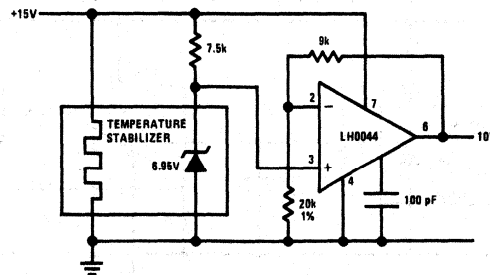 +15V
7.5k
9k
TEMPERATURE
STABILIZER
6.95V
2
7
LH0044
6
10
3
4
20k
1%
100 pF